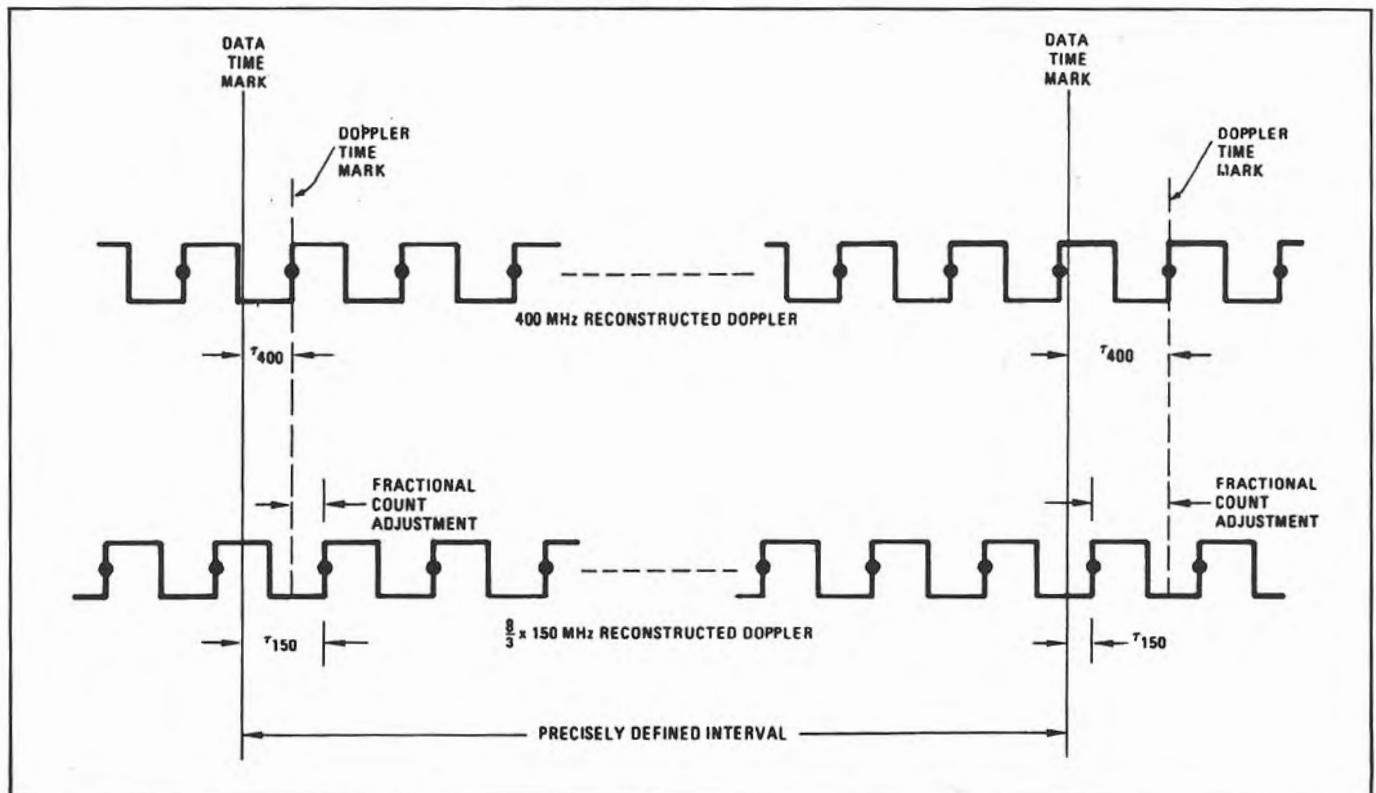 DATA
TIME
MARK
DOPPLER
TIME
MARK
DATA
TIME
MARK
DOPPLER
TIME
MARK
400 MHz RECONSTRUCTED DOPPLER
τ400
τ400
FRACTIONAL
COUNT
ADJUSTMENT
FRACTIONAL
COUNT
ADJUSTMENT
8/3 x 150 MHz RECONSTRUCTED DOPPLER
τ150
τ150
PRECISELY DEFINED INTERVAL